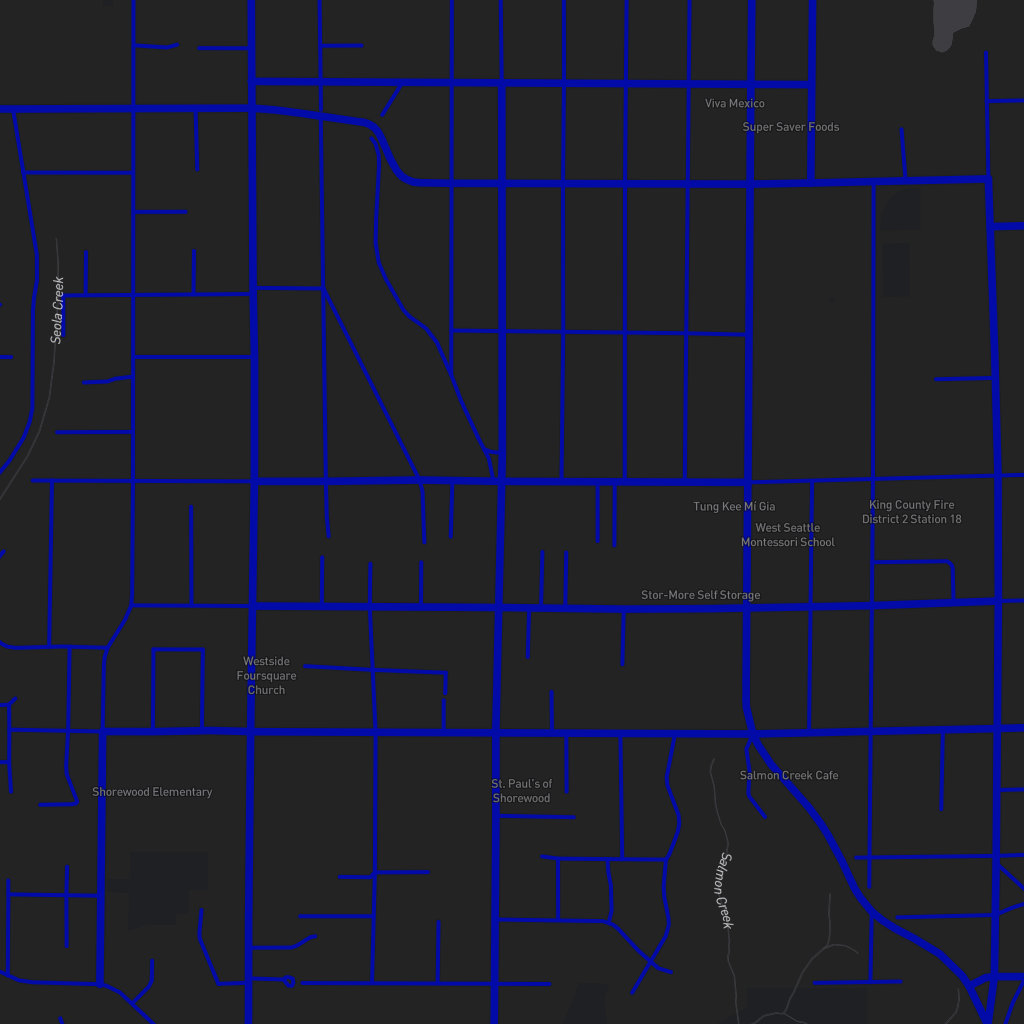 Viva Mexico
Super Saver Foods
Seola Creek
Tung Kee Mi Gia
King County Fire
District 2 Station 18
West Seattle
Montessori School
Stor-More Self Storage
Westside
Foursquare
Church
Salmon Creek Cafe
St. Paul's of
Shorewood
Shorewood Elementary
Salmon Creek